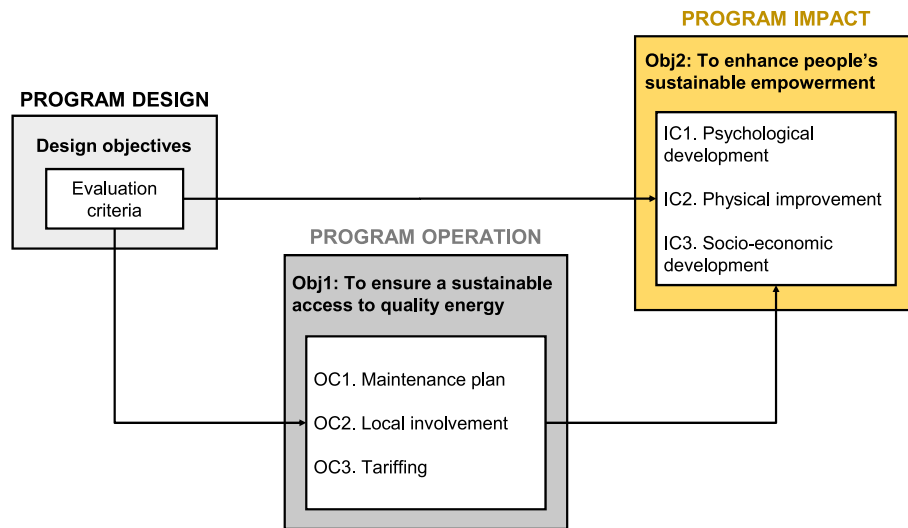 PROGRAM DESIGN
Design objectives
Evaluation
criteria
PROGRAM OPERATION
Obj1: To ensure a sustainable
access to quality energy
OC1. Maintenance plan
OC2. Local involvement
OC3. Tariffing
PROGRAM IMPACT
Obj2: To enhance people’s
sustainable empowerment
IC1. Psychological
development
IC2. Physical improvement
IC3. Socio-economic
development